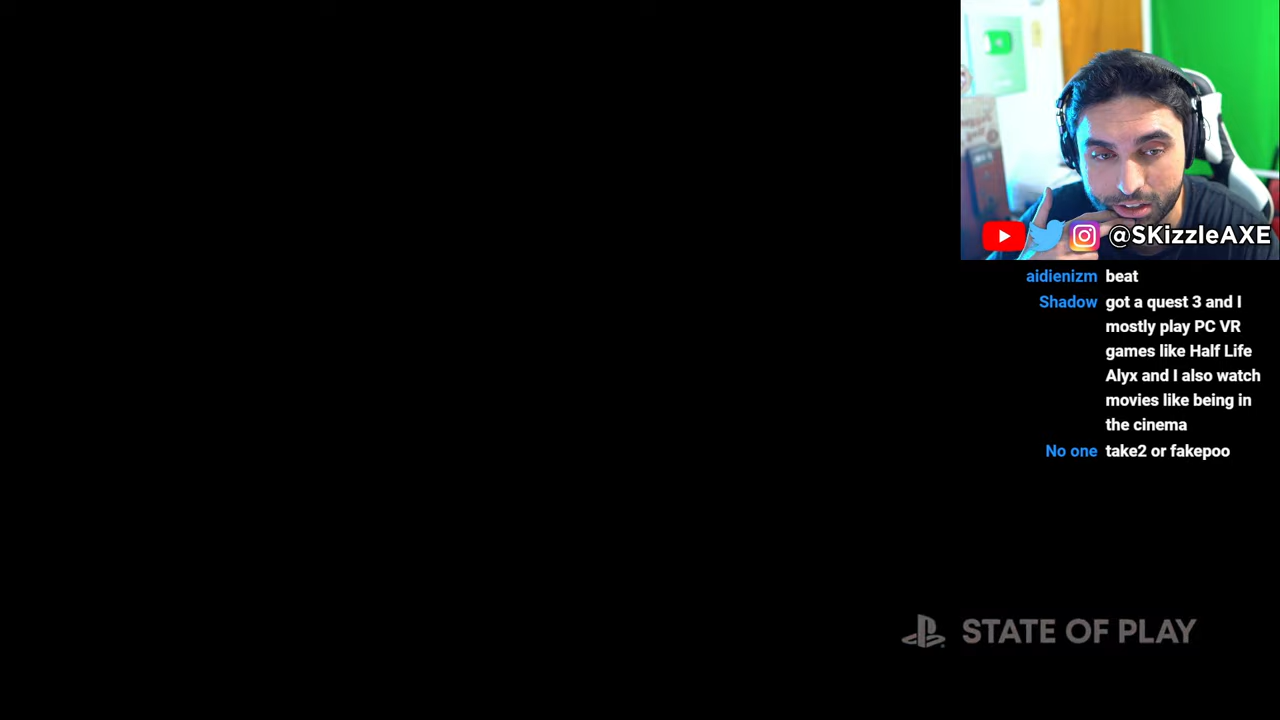 @SKizzleAXE
aidienizm beat
Shadow got a quest 3 and I
mostly play PC VR
games like Half Life
Alyx and I also watch
movies like being in
the cinema
No one take2 or fakepoo
STATE OF PLAY